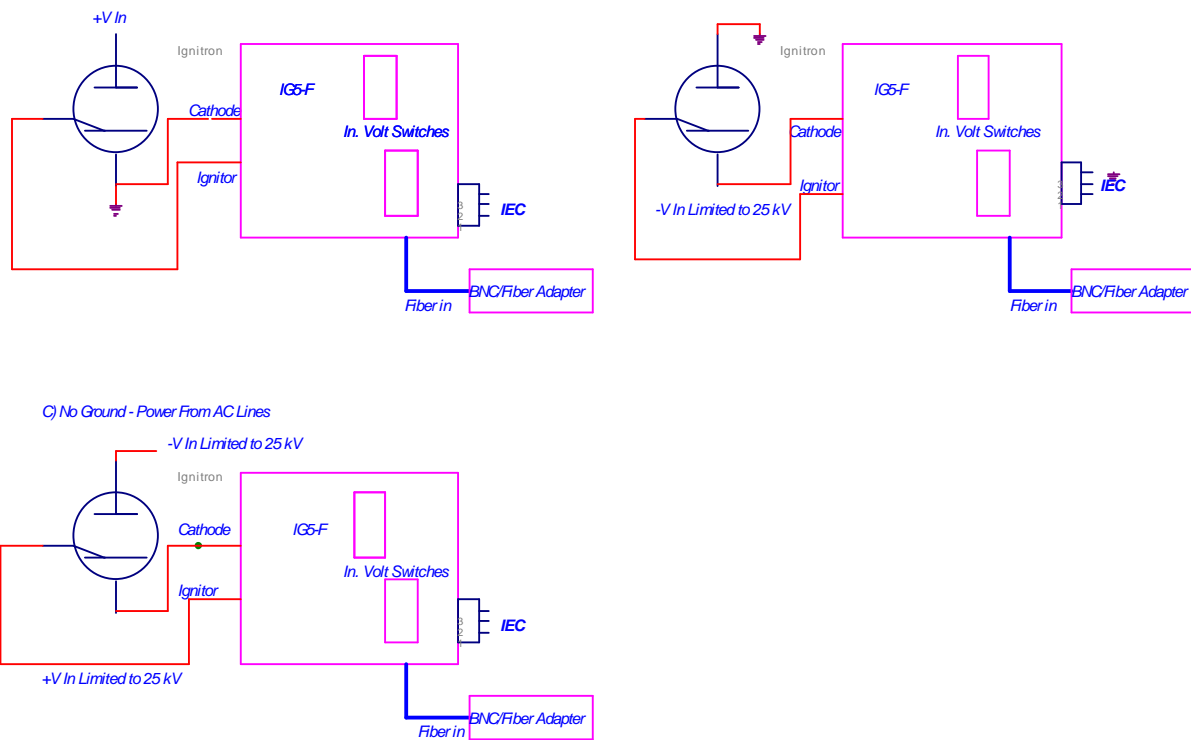 +V In
Ignitron
IG5-F
Cathode
In. Volt Switches
Ignitor
IEC
Fiber in
BNC/Fiber Adapter
Ignitron
IG5-F
Cathode
In. Volt Switches
Ignitor
-V In Limited to 25 kV
IEC
Fiber in
BNC/Fiber Adapter
C) No Ground - Power From AC Lines
-V In Limited to 25 kV
Ignitron
Cathode
IG5-F
In. Volt Switches
Ignitor
IEC
+V In Limited to 25 kV
Fiber in
BNC/Fiber Adapter